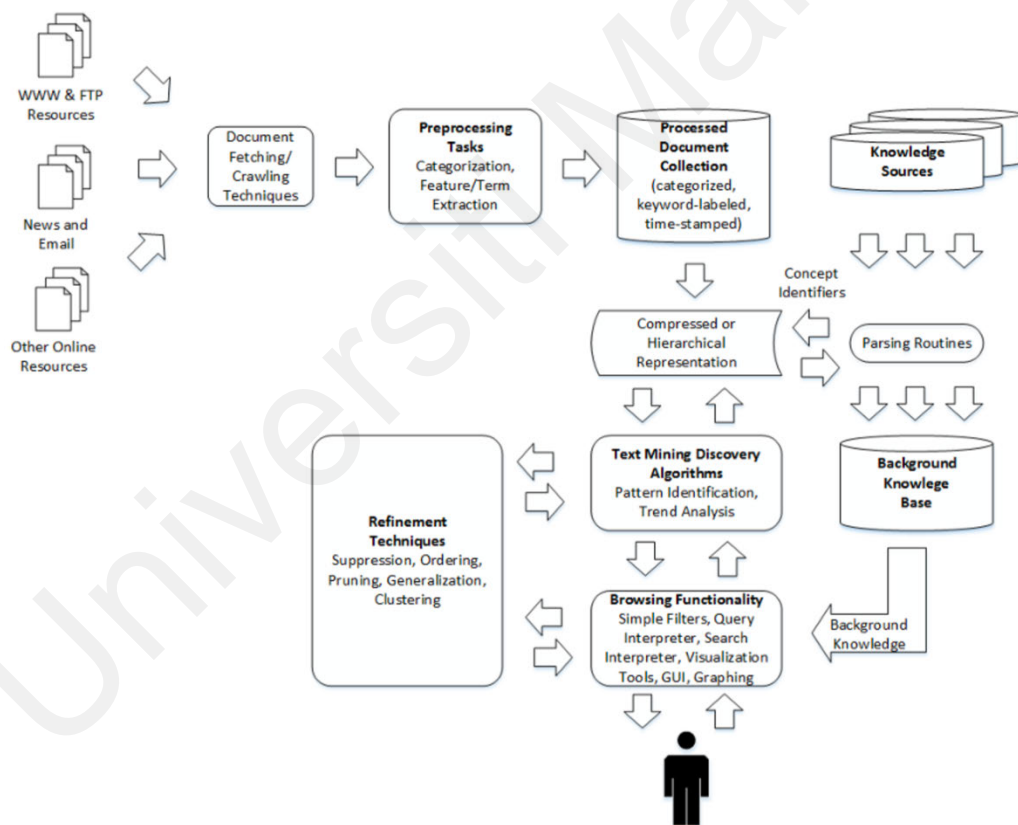 WWW & FTP
Resources
News and
Email
Other Online
Resources
Document
Fetching/
Crawling
Techniques
Preprocessing
Tasks
Categorization,
Feature/Term
Extraction
Processed
Document
Collection
(categorized,
keyword-labeled,
time-stamped)
Knowledge
Sources
Concept
Identifiers
Compressed or
Hierarchical
Representation
Parsing Routines
Text Mining Discovery
Algorithms
Pattern Identification,
Trend Analysis
Background
Knowlege
Base
Refinement
Techniques
Suppression, Ordering,
Pruning, Generalization,
Clustering
Browsing Functionality
Simple Filters, Query
Interpreter, Search
Interpreter, Visualization
Tools, GUI, Graphing
Background
Knowledge
Universiti Ma